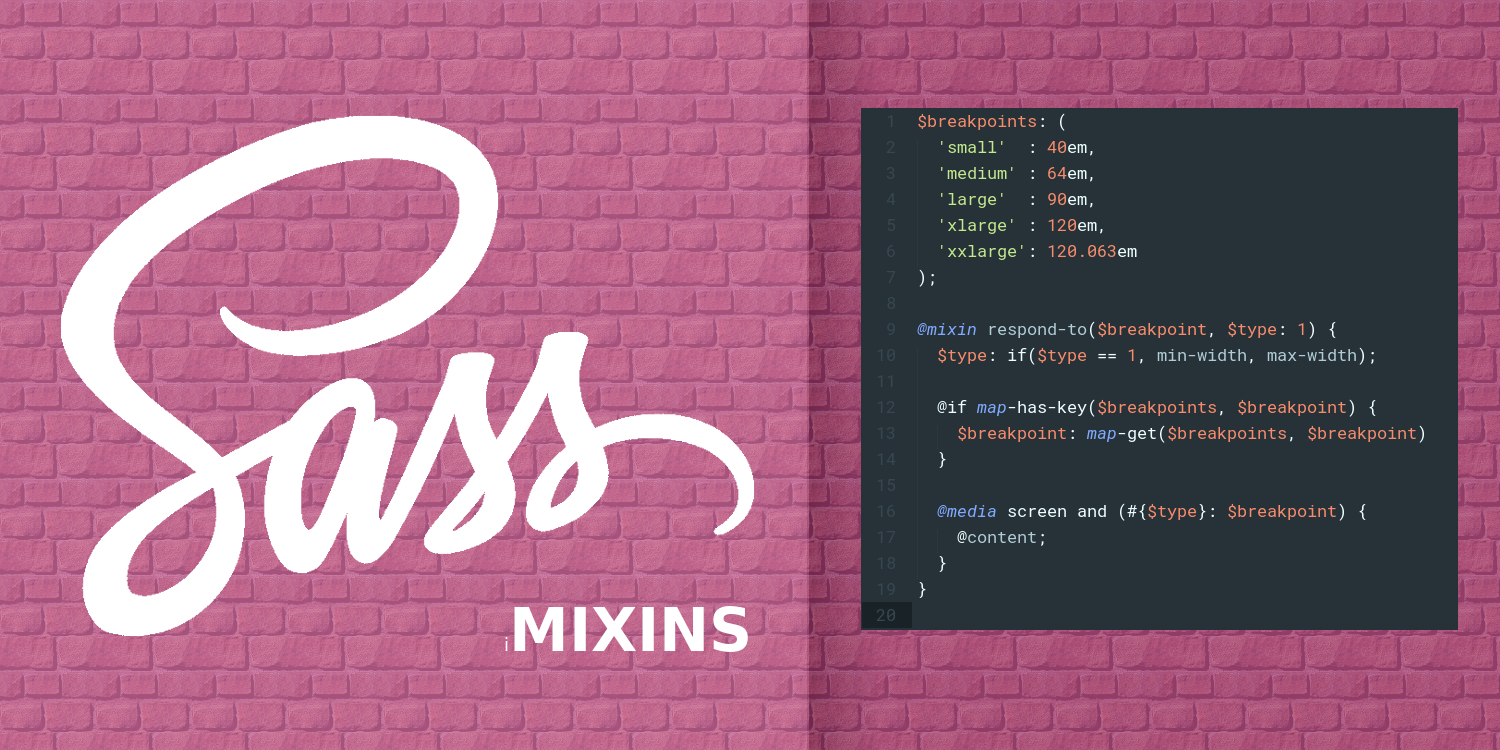 Sass
iMIXINS
1 $breakpoints: (
2   'small'  : 40em,
3   'medium' : 64em,
4   'large'  : 90em,
5   'xlarge' : 120em,
6   'xxlarge': 120.063em
7 );
8
9 @mixin respond-to($breakpoint, $type: 1) {
10   $type: if($type == 1, min-width, max-width);
11
12   @if map-has-key($breakpoints, $breakpoint) {
13     $breakpoint: map-get($breakpoints, $breakpoint)
14   }
15
16   @media screen and (#{$type}: $breakpoint) {
17     @content;
18   }
19 }
20